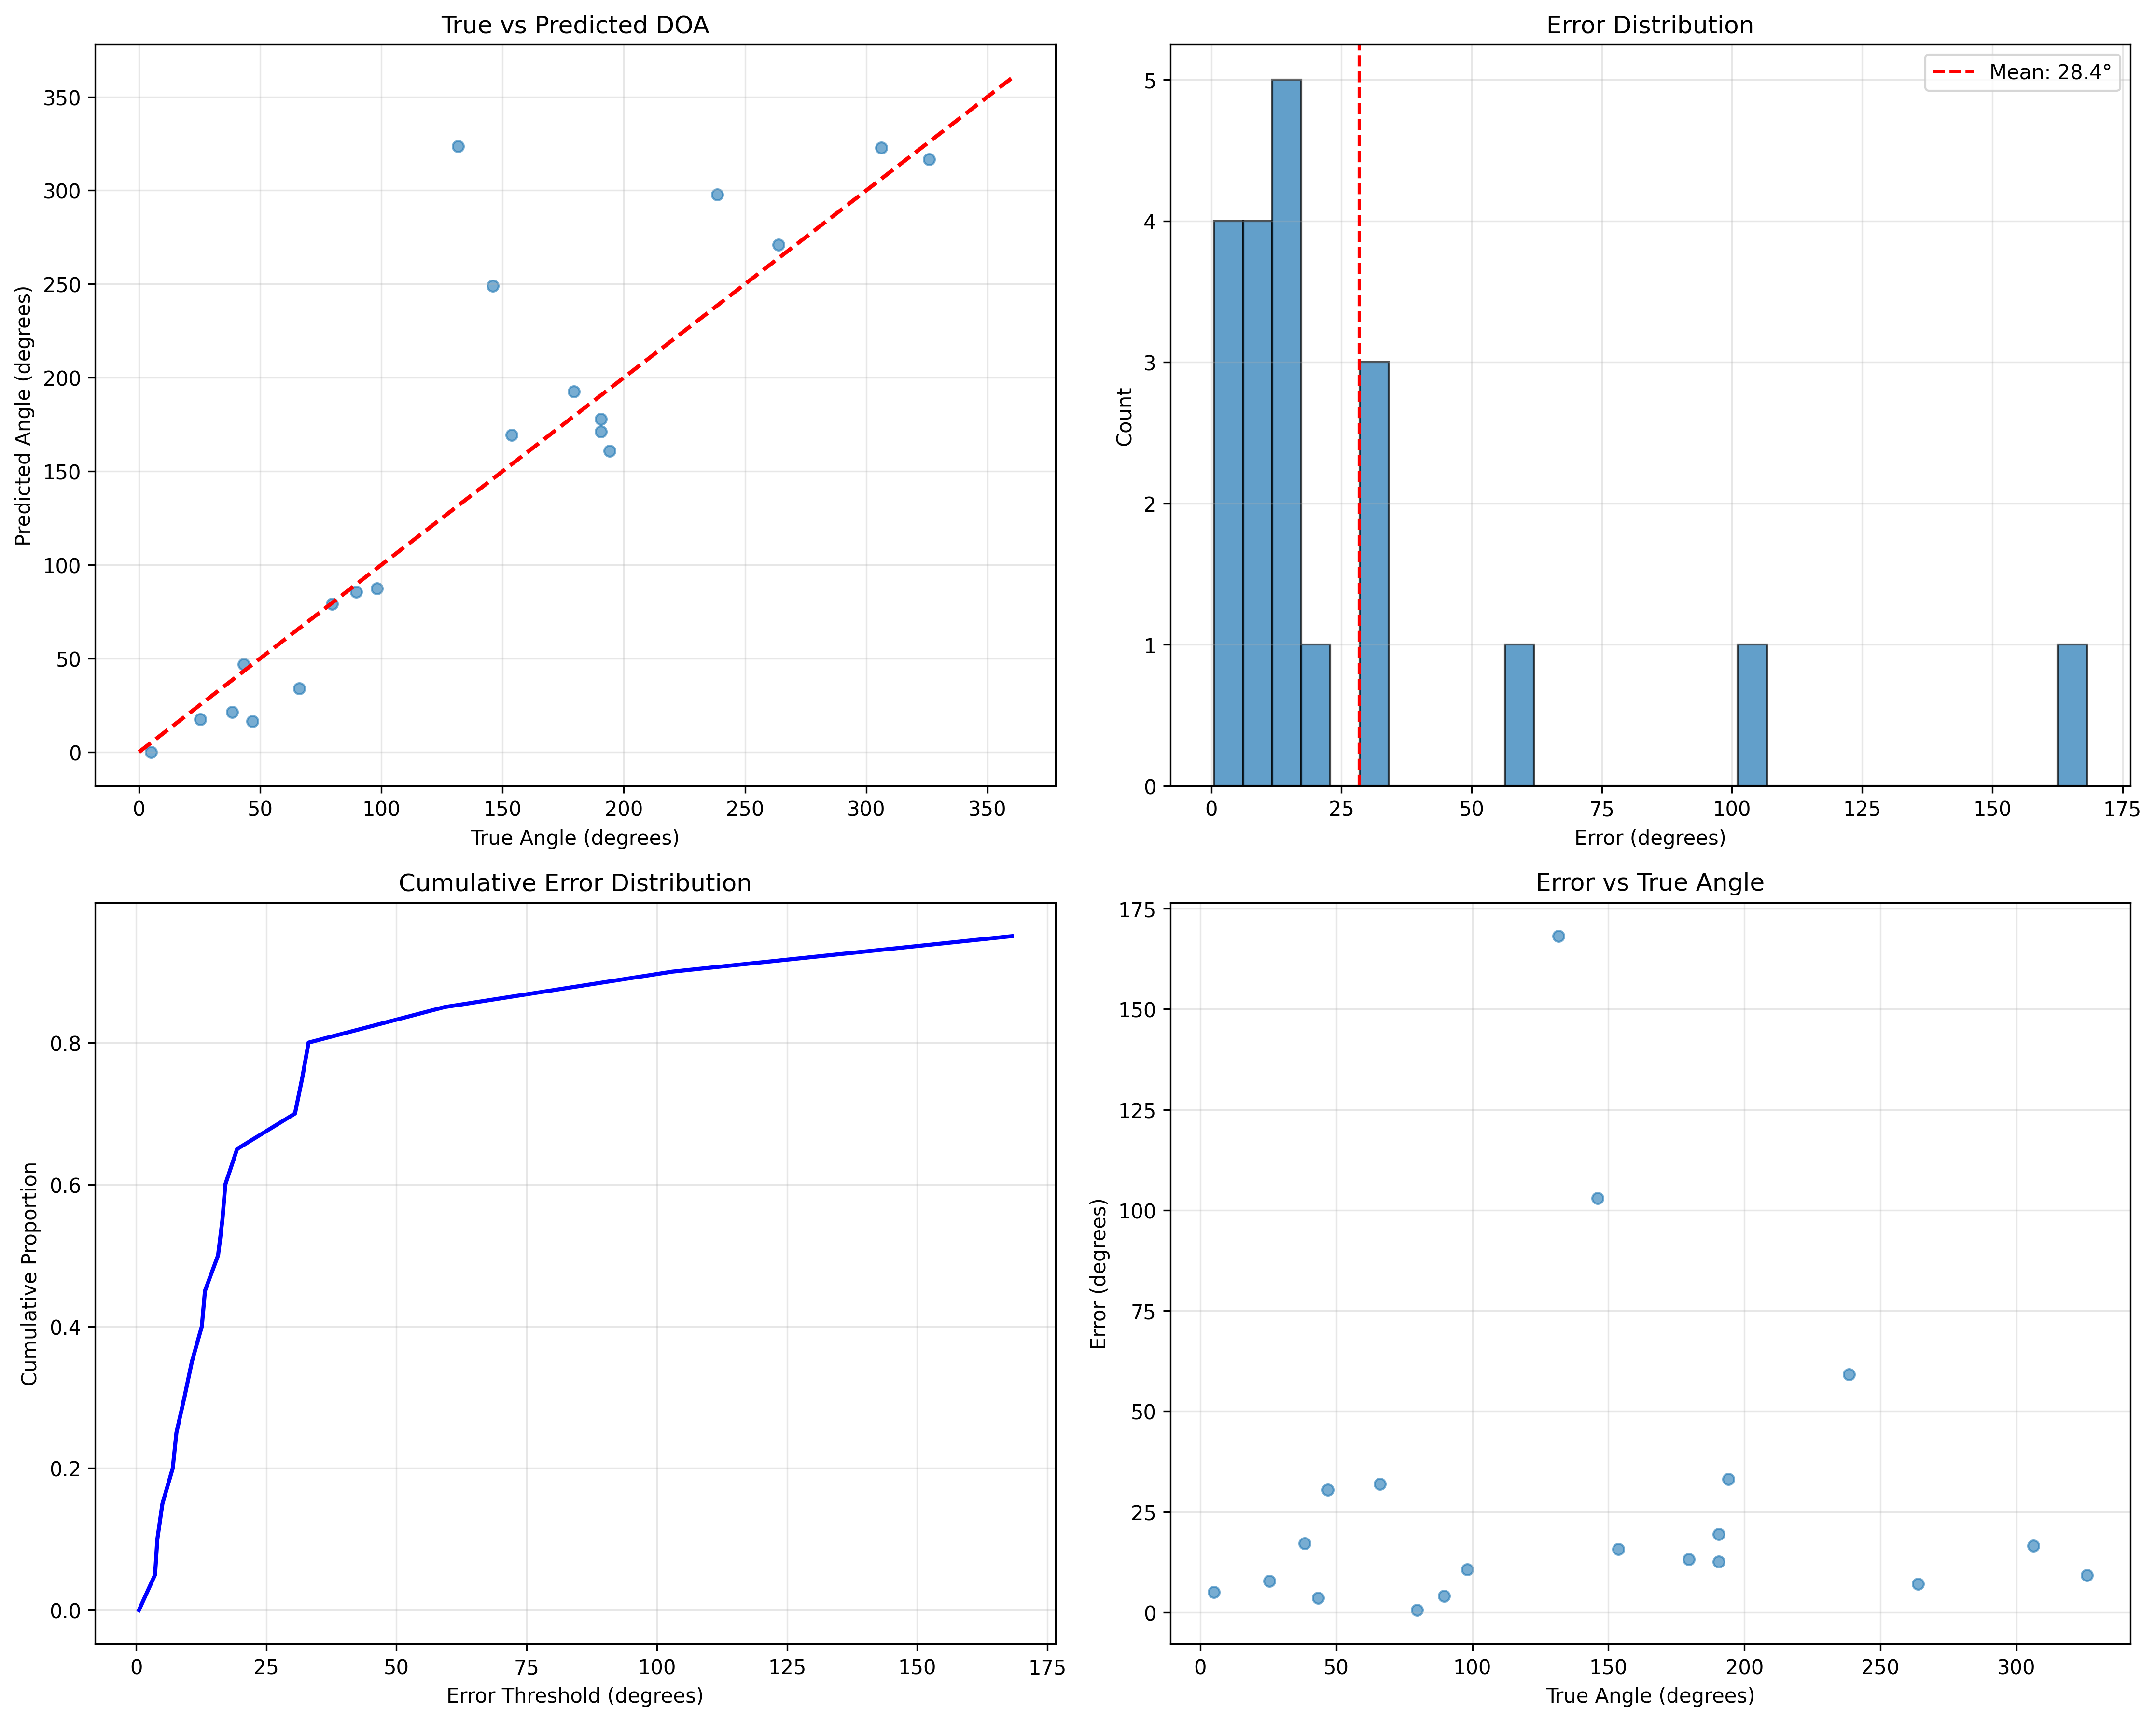 True vs Predicted DOA
350
300
250
200
150
100
50
0
Predicted Angle (degrees)
0 50 100 150 200 250 300 350
True Angle (degrees)
Error Distribution
Mean: 28.4°
5
4
3
2
1
0
Count
0 25 50 75 100 125 150 175
Error (degrees)
Cumulative Error Distribution
0.8
0.6
0.4
0.2
0.0
Cumulative Proportion
0 25 50 75 100 125 150 175
Error Threshold (degrees)
Error vs True Angle
175
150
125
100
75
50
25
0
Error (degrees)
0 50 100 150 200 250 300
True Angle (degrees)